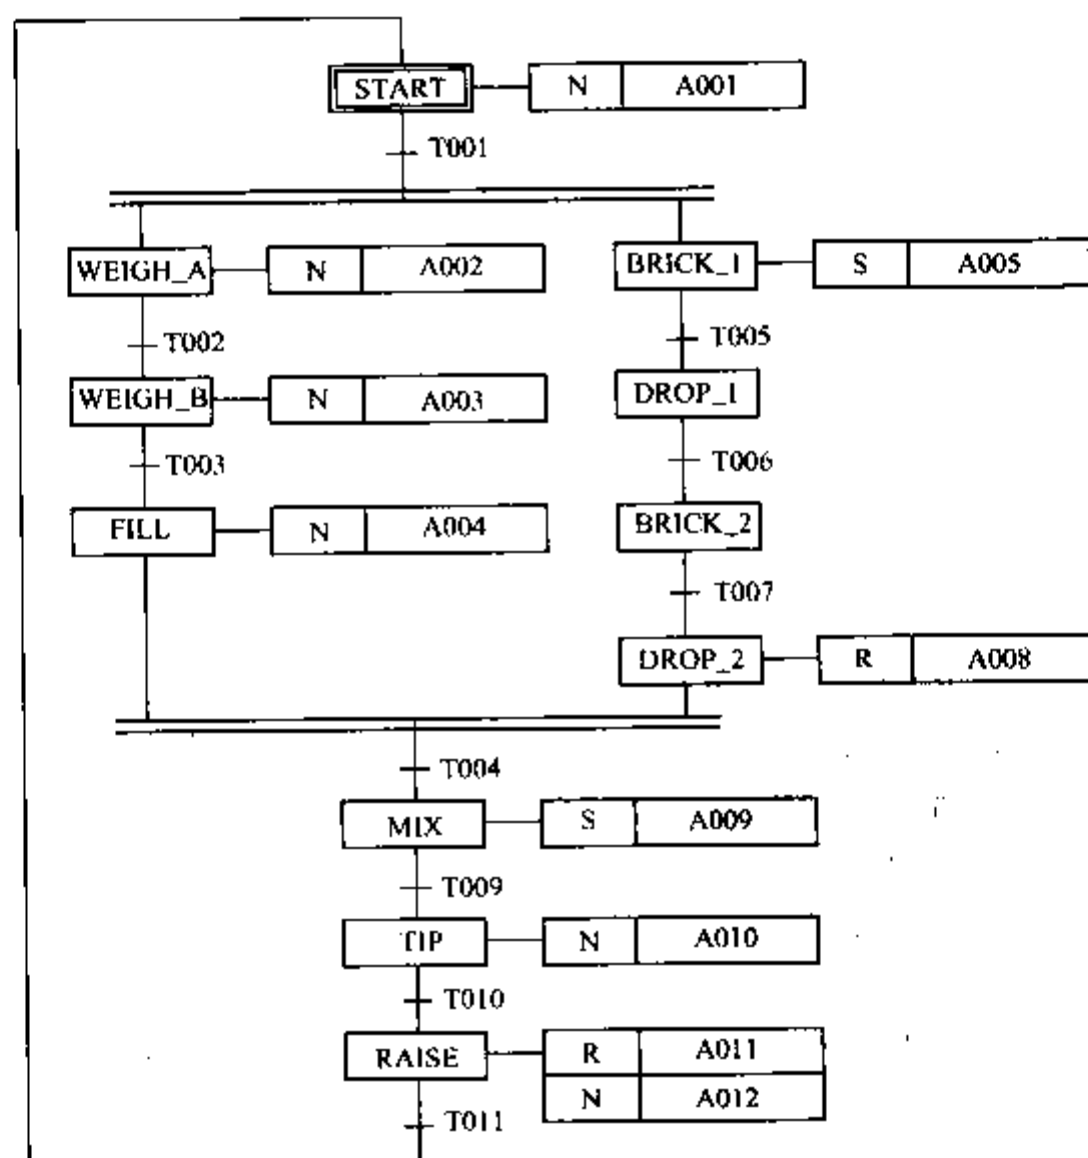 START N A001
T001
WEIGH_A N A002 BRICK_1 S A005
T002 T005
WEIGH_B N A003 DROP_1
T003 T006
FILL N A004 BRICK_2
T007
DROP_2 R A008
T004
MIX S A009
T009
TIP N A010
T010
RAISE R A011
N A012
T011